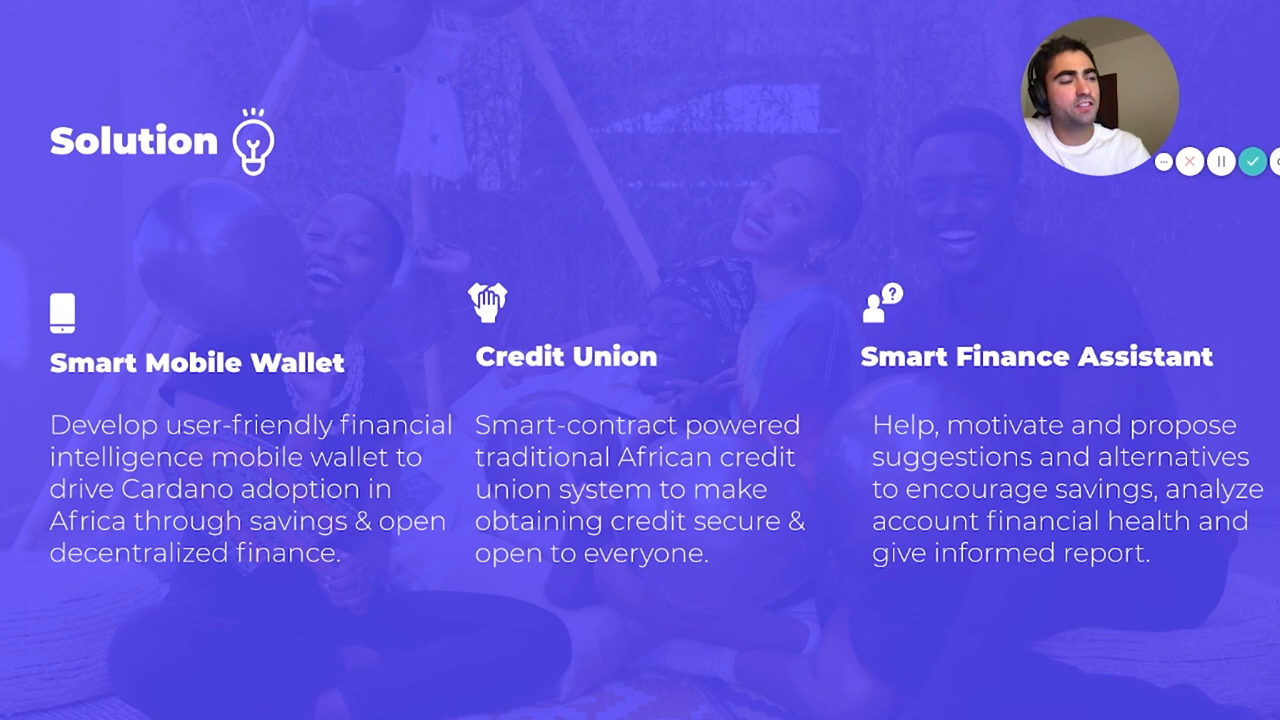 Solution
Smart Mobile Wallet
Develop user-friendly financial
intelligence mobile wallet to
drive Cardano adoption in
Africa through savings & open
decentralized finance.
Credit Union
Smart-contract powered
traditional African credit
union system to make
obtaining credit secure &
open to everyone.
?
Smart Finance Assistant
Help, motivate and propose
suggestions and alternatives
to encourage savings, analyze
account financial health and
give informed report.